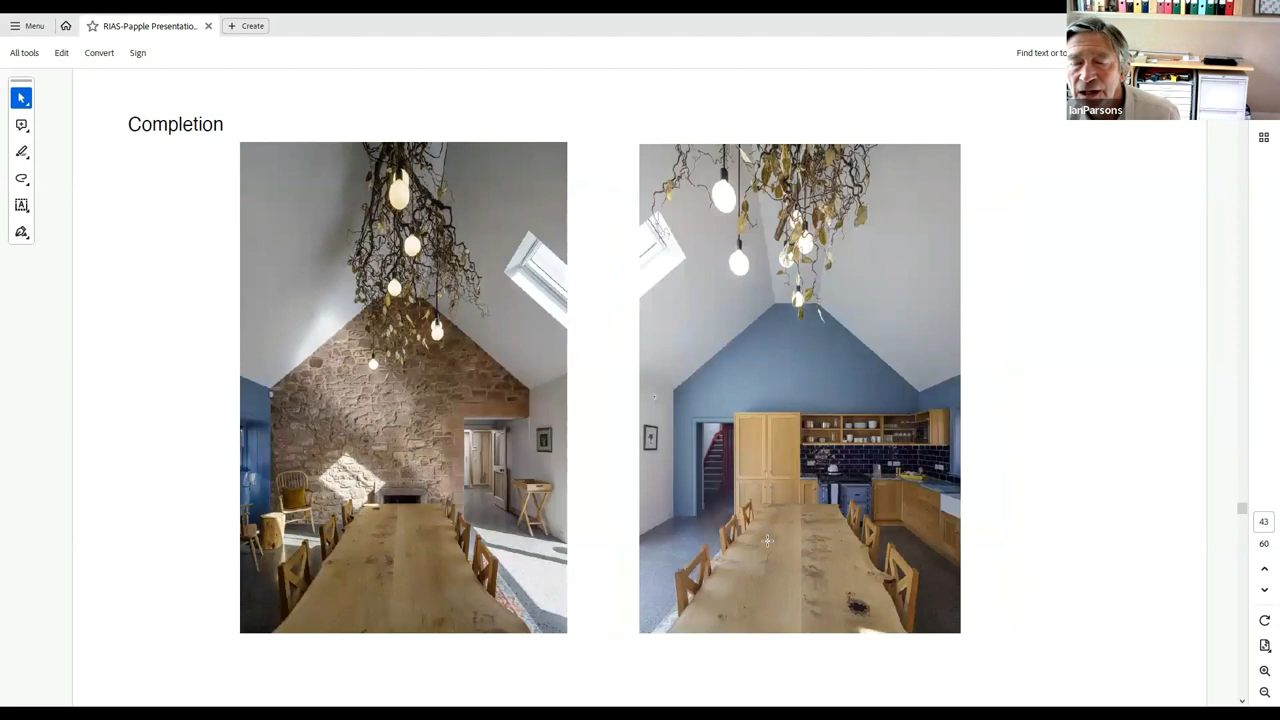 Menu
RIAS-Papple Presentatio...
Create
All tools
Edit
Convert
Sign
Find text or to
IanParsons
Completion
43
60